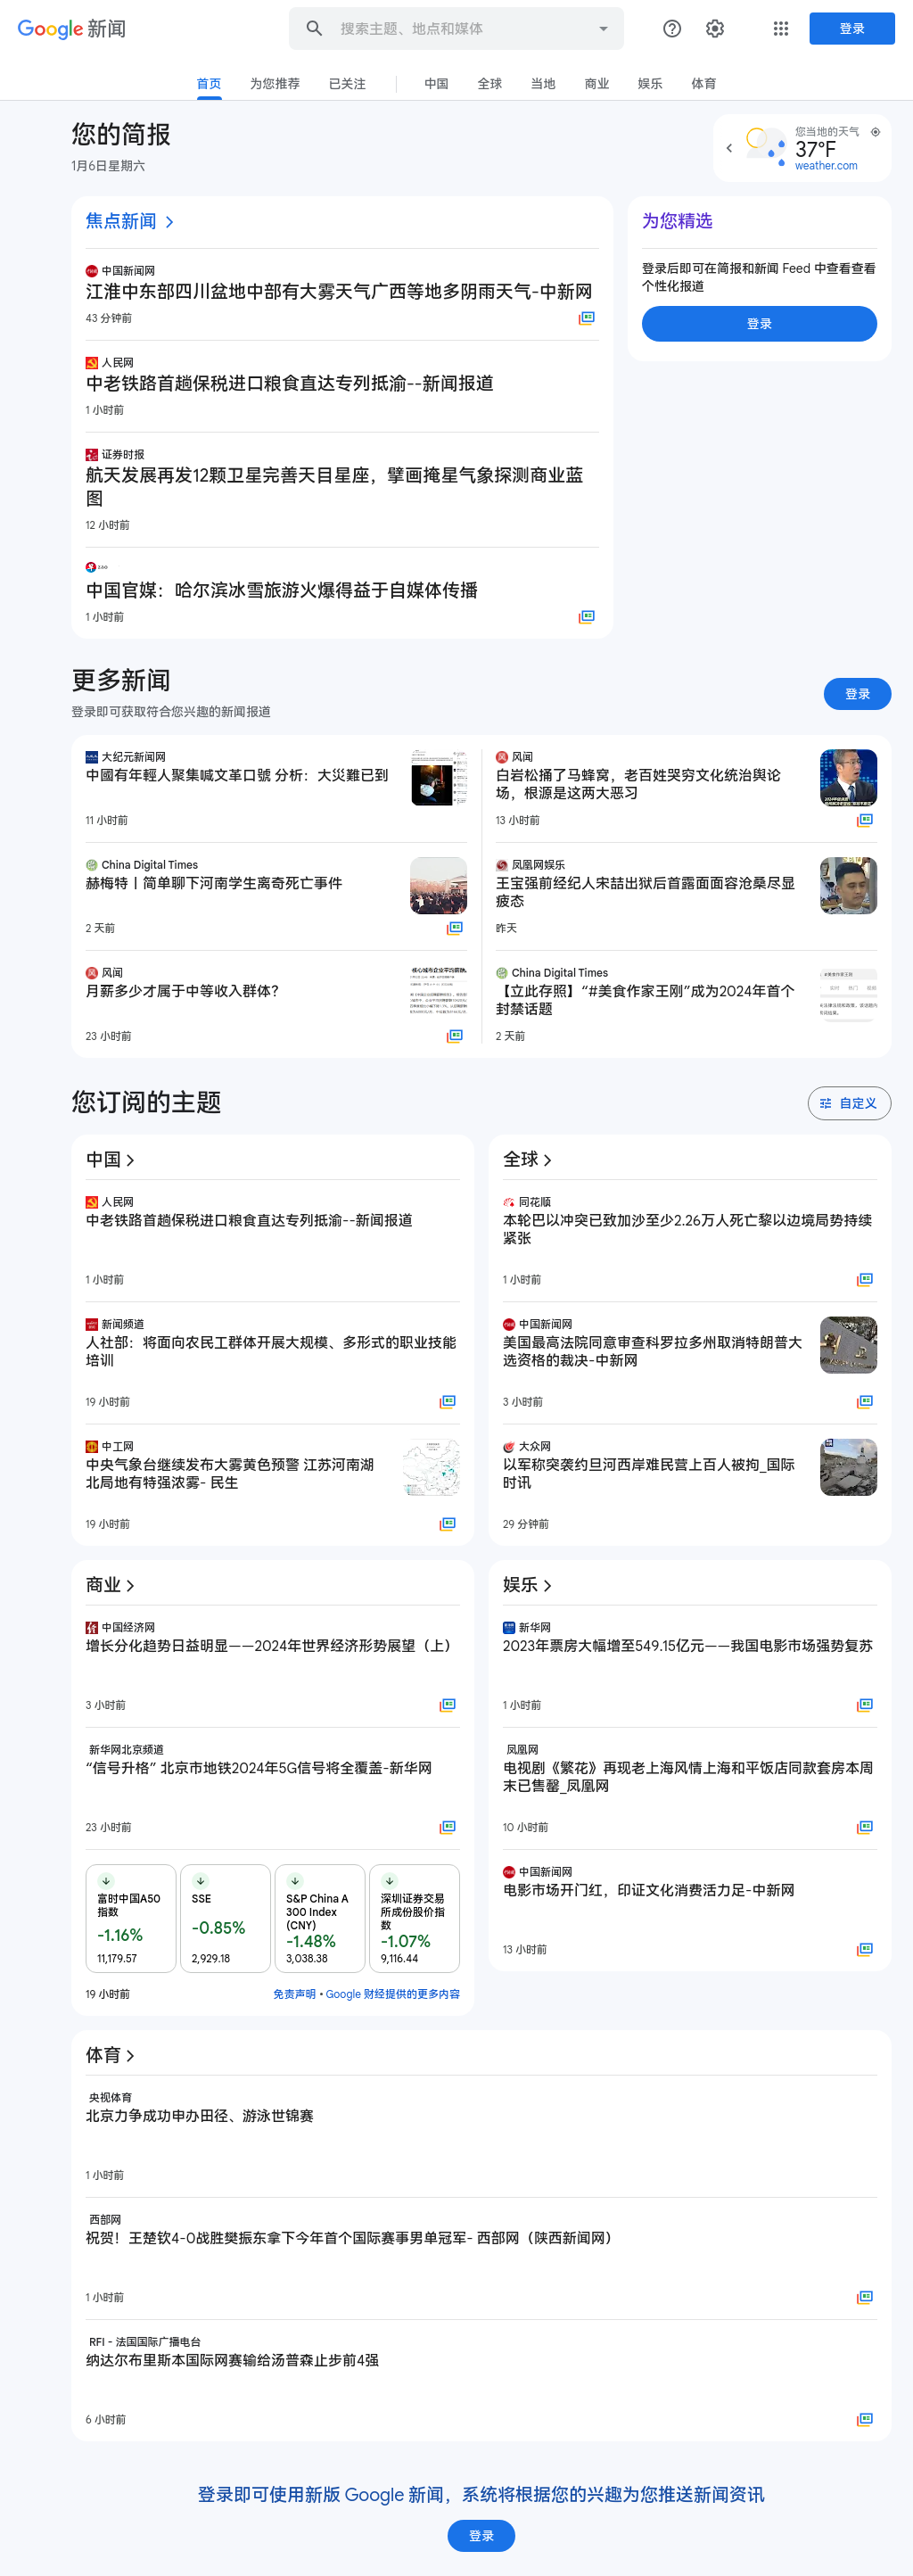 Google 新闻
搜索主题、地点和媒体
登录
首页
为您推荐
已关注
中国
全球
当地
商业
娱乐
体育
您的简报
1月6日星期六
您当地的天气
37°F
weather.com
焦点新闻
中国新闻网
江淮中东部四川盆地中部有大雾天气广西等地多阴雨天气-中新网
43 分钟前
人民网
中老铁路首趟保税进口粮食直达专列抵渝--新闻报道
1 小时前
证券时报
航天发展再发12颗卫星完善天目星座，擘画掩星气象探测商业蓝
图
12 小时前
中国官媒：哈尔滨冰雪旅游火爆得益于自媒体传播
1 小时前
为您精选
登录后即可在简报和新闻 Feed 中查看查看
个性化报道
登录
更多新闻
登录即可获取符合您兴趣的新闻报道
登录
大纪元新闻网
中國有年輕人聚集喊文革口號 分析：大災難已到
11 小时前
China Digital Times
赫梅特丨简单聊下河南学生离奇死亡事件
2 天前
风闻
月薪多少才属于中等收入群体？
23 小时前
风闻
白岩松捅了马蜂窝，老百姓哭穷文化统治舆论
场，根源是这两大恶习
13 小时前
凤凰网娱乐
王宝强前经纪人宋喆出狱后首露面面容沧桑尽显
疲态
昨天
China Digital Times
【立此存照】“#美食作家王刚”成为2024年首个
封禁话题
2 天前
您订阅的主题
自定义
中国
人民网
中老铁路首趟保税进口粮食直达专列抵渝--新闻报道
1 小时前
新闻频道
人社部：将面向农民工群体开展大规模、多形式的职业技能
培训
19 小时前
中工网
中央气象台继续发布大雾黄色预警 江苏河南湖
北局地有特强浓雾- 民生
19 小时前
全球
同花顺
本轮巴以冲突已致加沙至少2.26万人死亡黎以边境局势持续
紧张
1 小时前
中国新闻网
美国最高法院同意审查科罗拉多州取消特朗普大
选资格的裁决-中新网
3 小时前
大众网
以军称突袭约旦河西岸难民营上百人被拘_国际
时讯
29 分钟前
商业
中国经济网
增长分化趋势日益明显——2024年世界经济形势展望（上）
3 小时前
新华网北京频道
“信号升格” 北京市地铁2024年5G信号将全覆盖-新华网
23 小时前
富时中国A50
指数
-1.16%
11,179.57
SSE
-0.85%
2,929.18
S&P China A
300 Index
(CNY)
-1.48%
3,038.38
深圳证券交易
所成份股价指
数
-1.07%
9,116.44
19 小时前
免责声明 • Google 财经提供的更多内容
娱乐
新华网
2023年票房大幅增至549.15亿元——我国电影市场强势复苏
1 小时前
凤凰网
电视剧《繁花》再现老上海风情上海和平饭店同款套房本周
末已售罄_凤凰网
10 小时前
中国新闻网
电影市场开门红，印证文化消费活力足-中新网
13 小时前
体育
央视体育
北京力争成功申办田径、游泳世锦赛
1 小时前
西部网
祝贺！王楚钦4-0战胜樊振东拿下今年首个国际赛事男单冠军- 西部网（陕西新闻网）
1 小时前
RFI - 法国国际广播电台
纳达尔布里斯本国际网赛输给汤普森止步前4强
6 小时前
登录即可使用新版 Google 新闻，系统将根据您的兴趣为您推送新闻资讯
登录